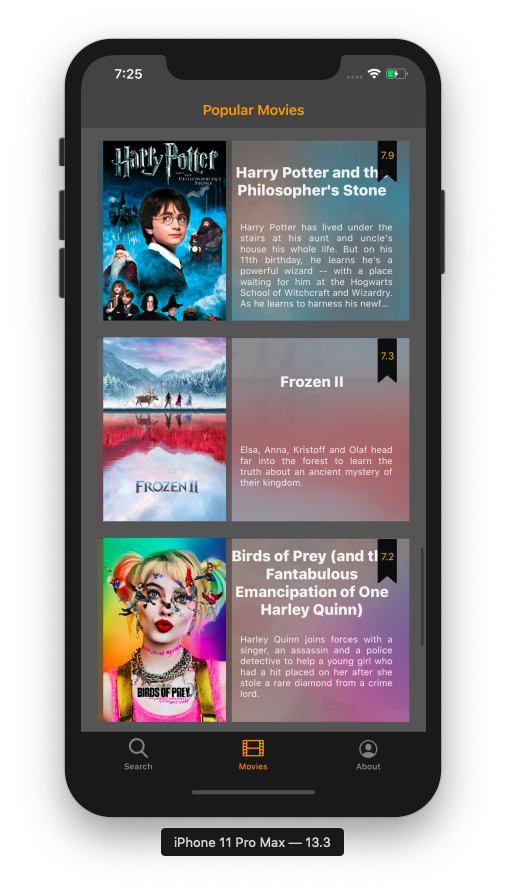 7:25
Popular Movies
Harry Potter
AND THE
PHILOSOPHER'S
STONE
7.9
Harry Potter and th
Philosopher's Stone
Harry Potter has lived under the
stairs at his aunt and uncle's
house his whole life. But on his
11th birthday, he learns he's a
powerful wizard -- with a place
waiting for him at the Hogwarts
School of Witchcraft and Wizardry.
As he learns to harness his newf...
FROZEN II
7.3
Frozen II
Elsa, Anna, Kristoff and Olaf head
far into the forest to learn the
truth about an ancient mystery of
their kingdom.
BIRDS OF PREY
7.2
Birds of Prey (and th
Fantabulous
Emancipation of One
Harley Quinn)
Harley Quinn joins forces with a
singer, an assassin and a police
detective to help a young girl who
had a hit placed on her after she
stole a rare diamond from a crime
lord.
Search
Movies
About
iPhone 11 Pro Max — 13.3